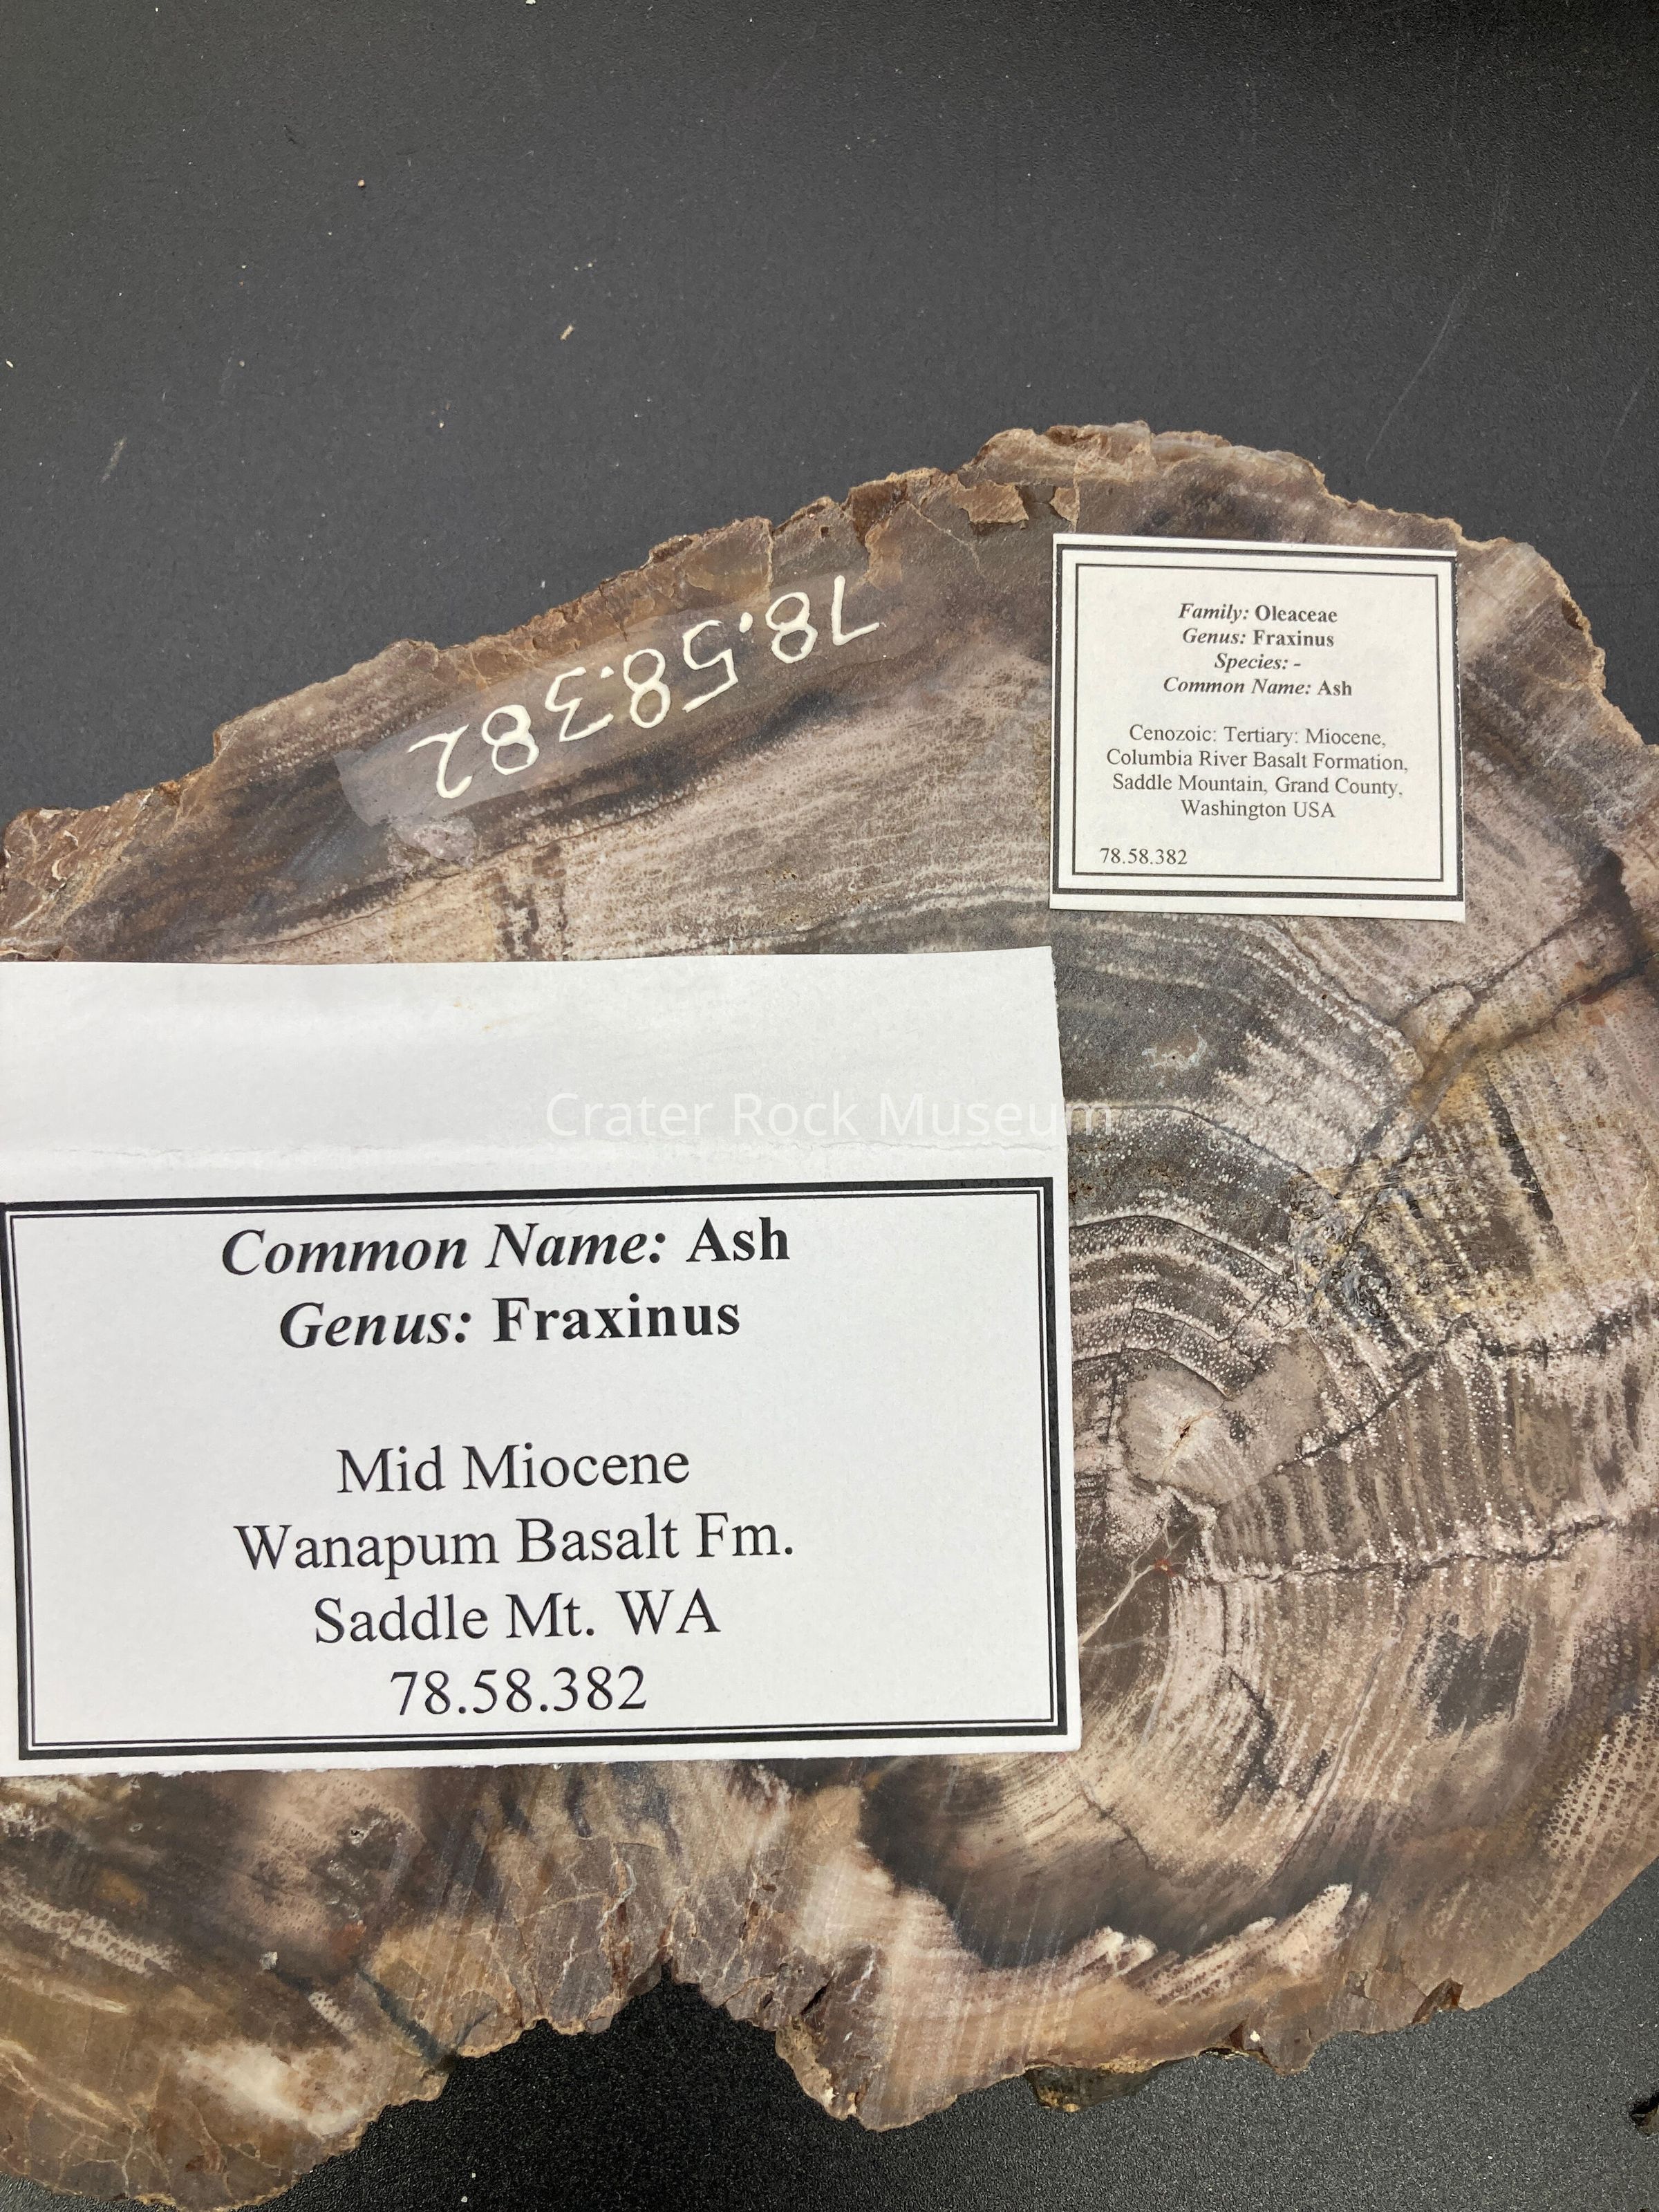 78.58.382
Family: Oleaceae
Genus: Fraxinus
Species: -
Common Name: Ash
Cenozoic: Tertiary: Miocene,
Columbia River Basalt Formation,
Saddle Mountain, Grand County,
Washington USA
78.58.382
Crater Rock Museum
Common Name: Ash
Genus: Fraxinus
Mid Miocene
Wanapum Basalt Fm.
Saddle Mt. WA
78.58.382